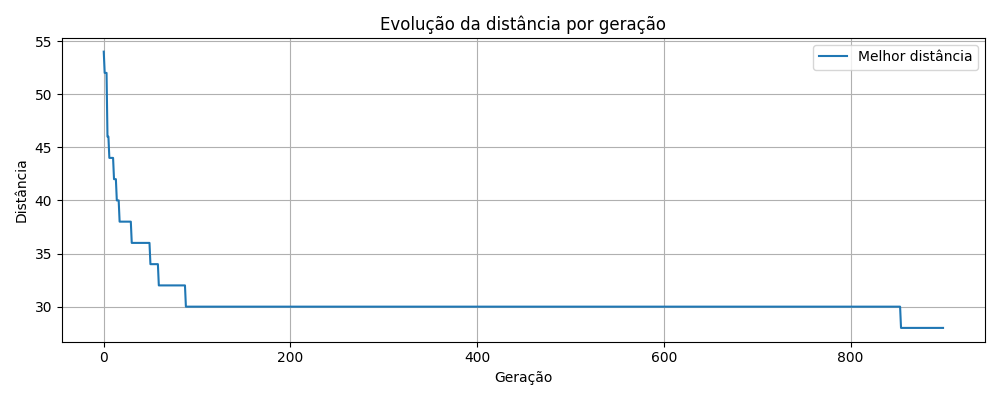 Evolução da distância por geração
Melhor distância
Distância
55
50
45
40
35
30
0 200 400 600 800
Geração